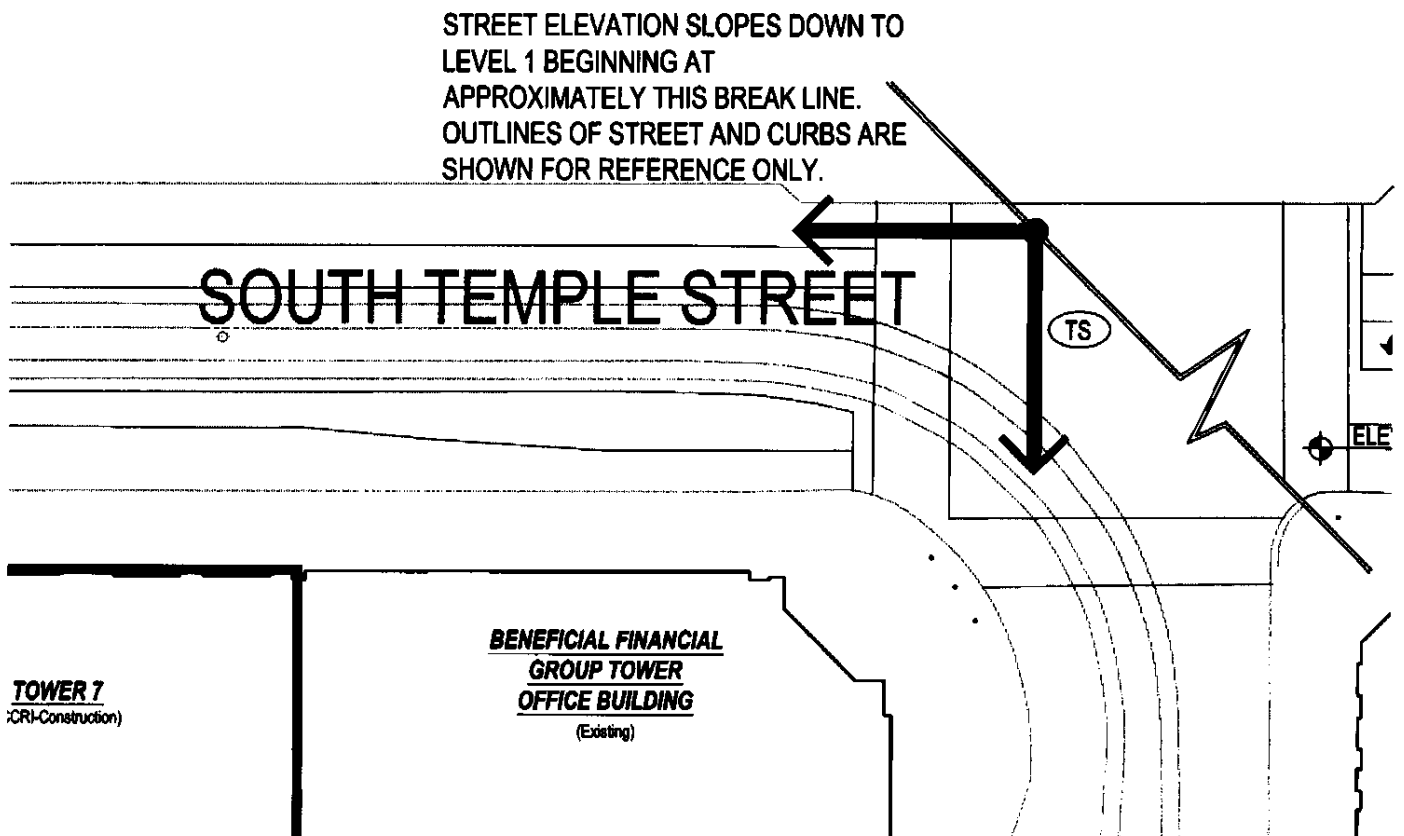 STREET ELEVATION SLOPES DOWN TO
LEVEL 1 BEGINNING AT
APPROXIMATELY THIS BREAK LINE.
OUTLINES OF STREET AND CURBS ARE
SHOWN FOR REFERENCE ONLY.
SOUTH TEMPLE STREET
TS
ELE
BENEFICIAL FINANCIAL
GROUP TOWER
OFFICE BUILDING
(Existing)
TOWER 7
CCRI-Construction)